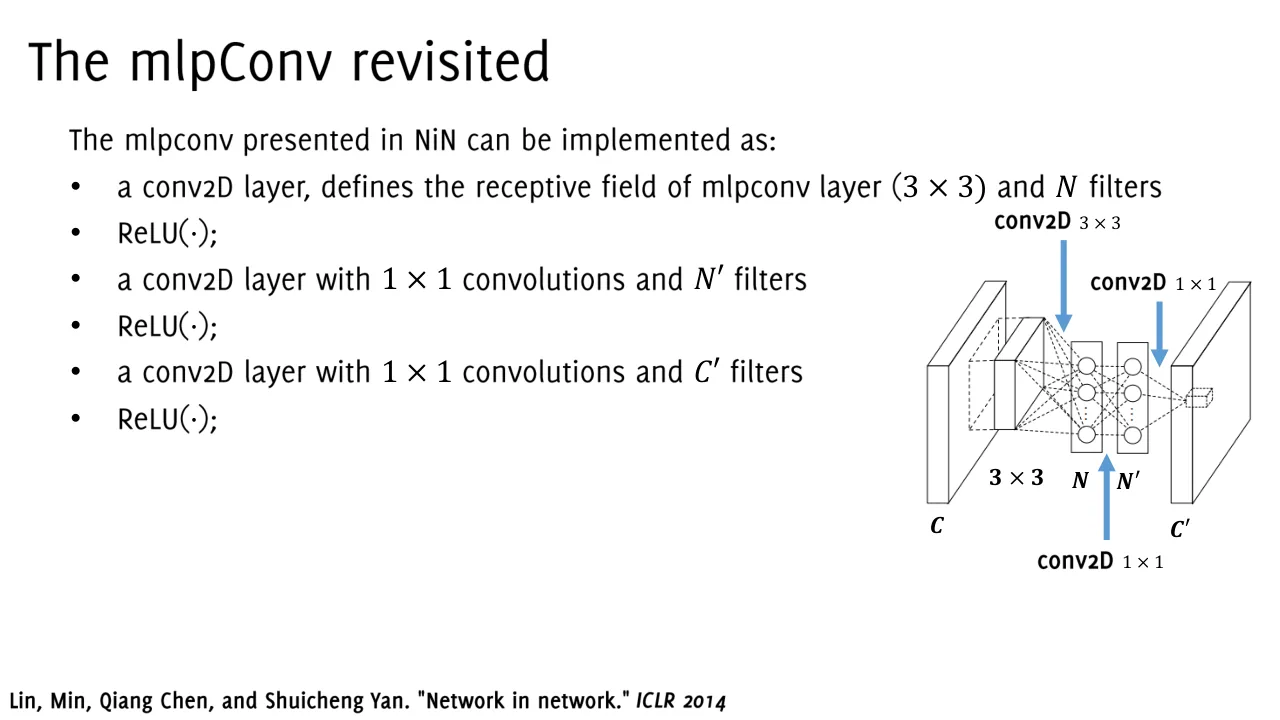 The mlpConv revisited
The mlpconv presented in NiN can be implemented as:
• a conv2D layer, defines the receptive field of mlpconv layer (3 × 3) and N filters
• ReLU(·);
• a conv2D layer with 1 × 1 convolutions and N′ filters
• ReLU(·);
• a conv2D layer with 1 × 1 convolutions and C′ filters
• ReLU(·);
conv2D 3 × 3
conv2D 1 × 1
3 × 3
N
N′
C
C′
conv2D 1 × 1
Lin, Min, Qiang Chen, and Shuicheng Yan. "Network in network." ICLR 2014